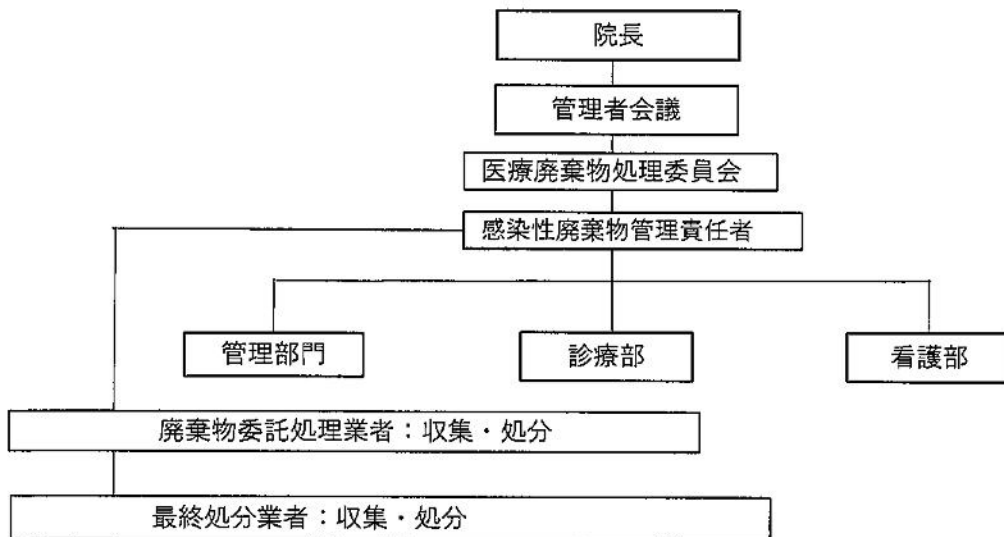 院長
管理者会議
医療廃棄物処理委員会
感染性廃棄物管理責任者
管理部門
診療部
看護部
廃棄物委託処理業者：収集・処分
最終処分業者：収集・処分